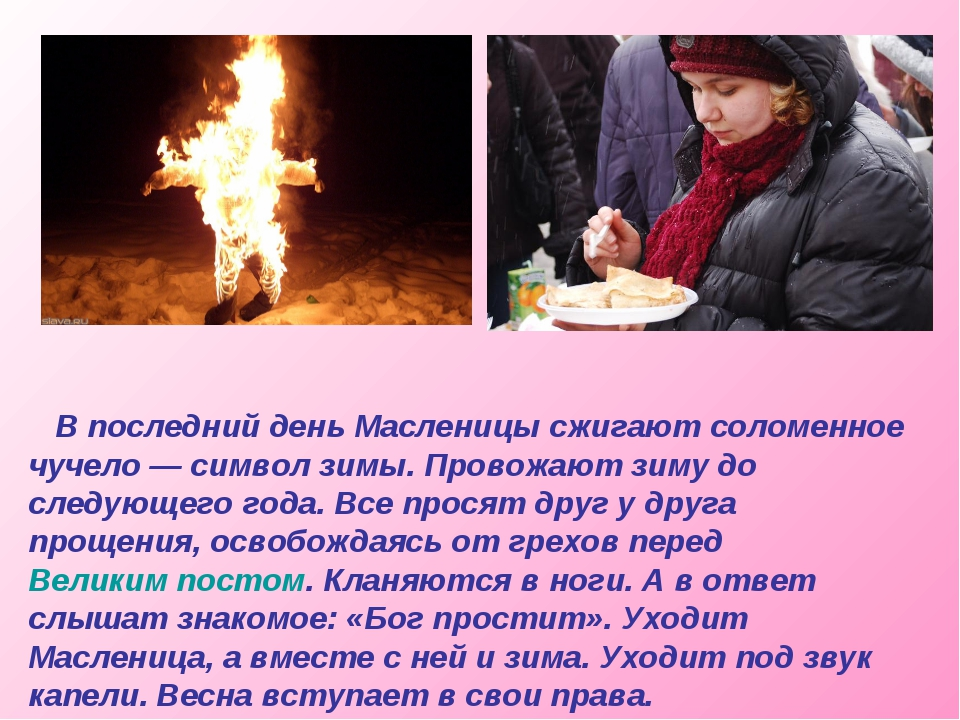 slava.RU
В последний день Масленицы сжигают соломенное
чучело — символ зимы. Провожают зиму до
следующего года. Все просят друг у друга
прощения, освобождаясь от грехов перед
Великим постом. Кланяются в ноги. А в ответ
слышат знакомое: «Бог простит». Уходит
Масленица, а вместе с ней и зима. Уходит под звук
капели. Весна вступает в свои права.